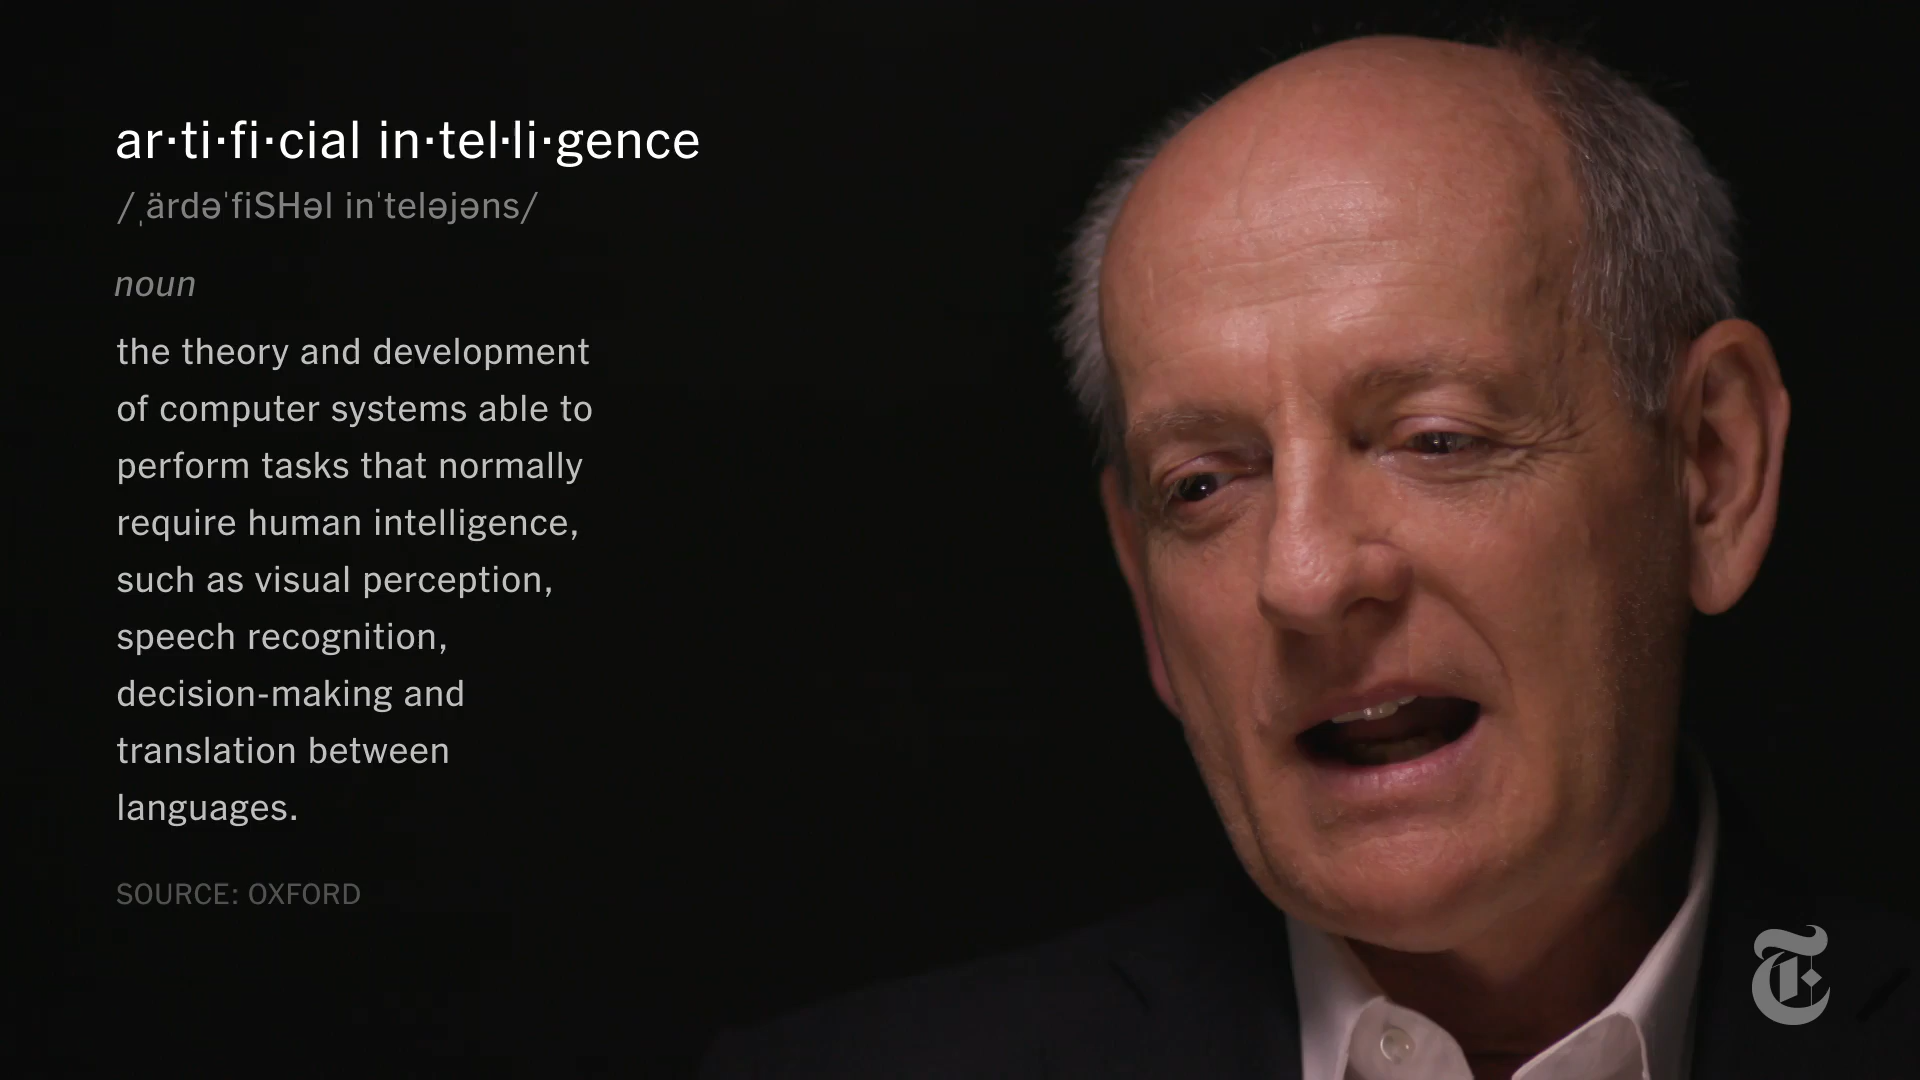 ar·ti·fi·cial in·tel·li·gence
/ˌärdəˈfiSHəl inˈteləjəns/
noun
the theory and development
of computer systems able to
perform tasks that normally
require human intelligence,
such as visual perception,
speech recognition,
decision-making and
translation between
languages.
SOURCE: OXFORD
T